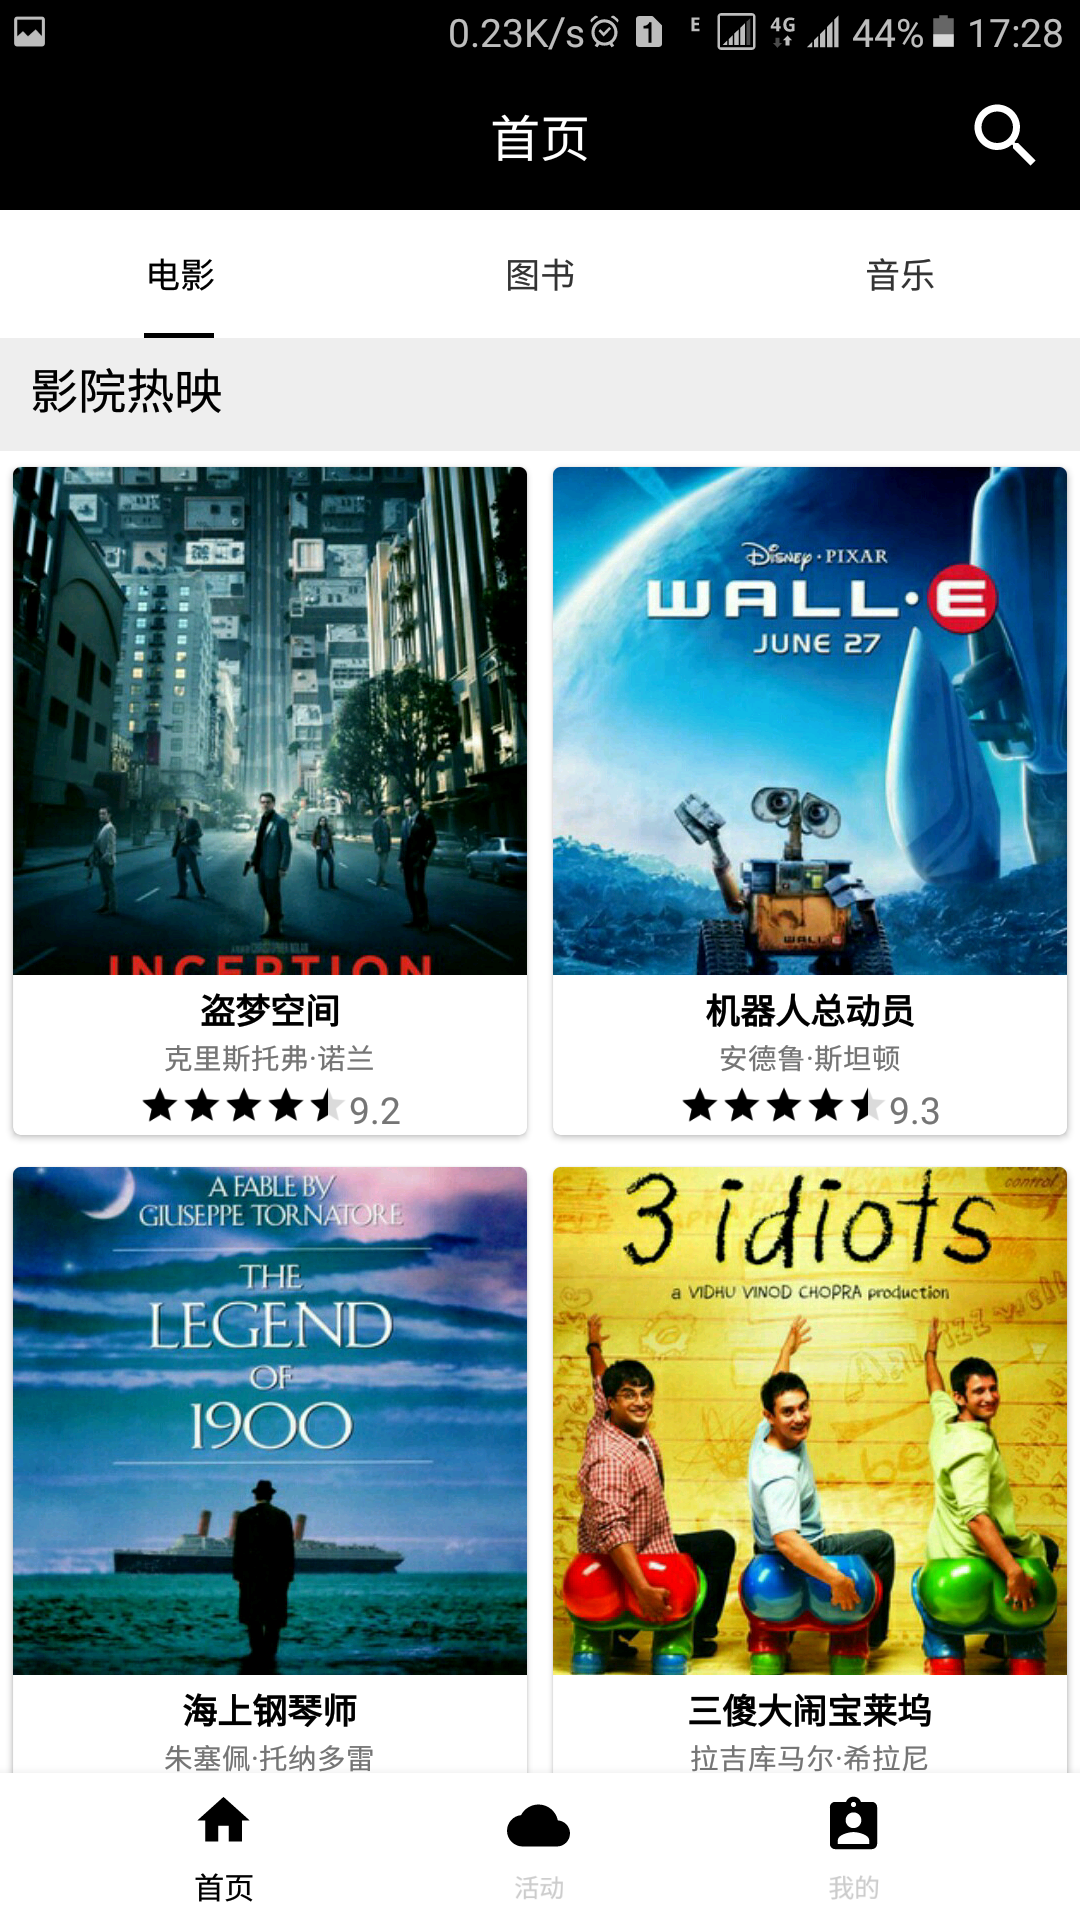 0.23K/s 1 E 4G 44% 17:28
首页
电影 图书 音乐
影院热映
INCEPTION
盗梦空间
克里斯托弗·诺兰
9.2
Disney·PIXAR
WALL·E
JUNE 27
WALL·E
机器人总动员
安德鲁·斯坦顿
9.3
A FABLE BY
GIUSEPPE TORNATORE
THE
LEGEND
OF
1900
海上钢琴师
朱塞佩·托纳多雷
3 idiots
a VIDHU VINOD CHOPRA production
三傻大闹宝莱坞
拉吉库马尔·希拉尼
首页 活动 我的